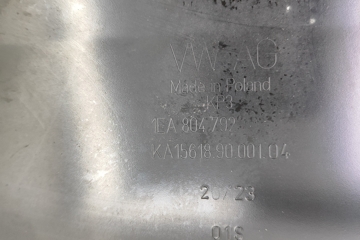 VW AG
Made in Poland
1EA 804 792
KA15618 90 00 L04
20/23